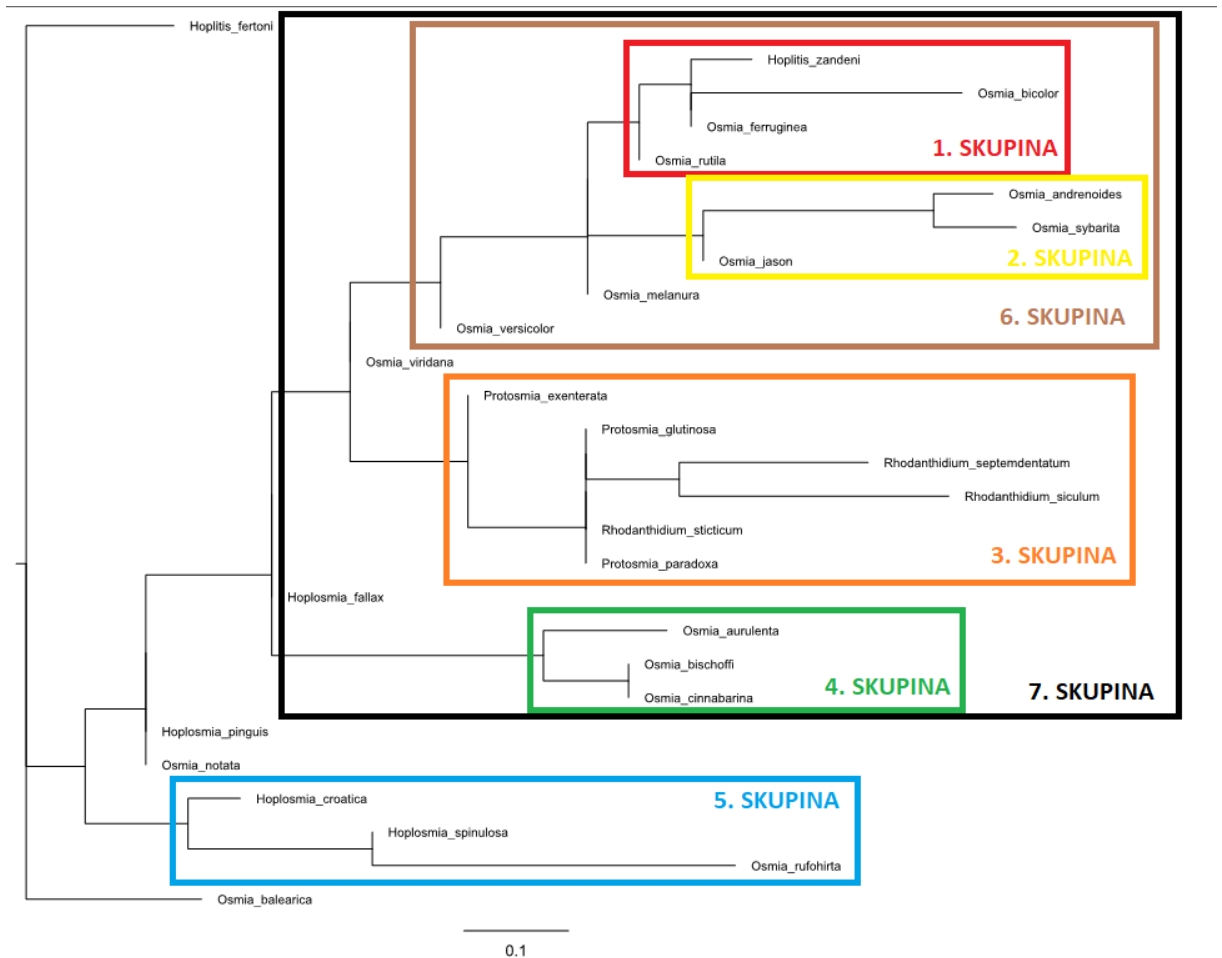 Hoplitis_fertoni
Hoplitis_zandeni
Osmia_bicolor
Osmia_ferruginea
1. SKUPINA
Osmia_rutila
Osmia_andrenoides
Osmia_sybarita
2. SKUPINA
Osmia_jason
Osmia_melanura
6. SKUPINA
Osmia_versicolor
Osmia_viridana
Protosmia_exenterata
Protosmia_glutinosa
Rhodanthidium_septemdentatum
Rhodanthidium_siculum
Rhodanthidium_sticticum
3. SKUPINA
Protosmia_paradoxa
Hoplosmia_fallax
Osmia_aurulenta
Osmia_bischoffi
4. SKUPINA
7. SKUPINA
Osmia_cinnabarina
Hoplosmia_pinguis
Osmia_notata
Hoplosmia_croatica
5. SKUPINA
Hoplosmia_spinulosa
Osmia_rufohirta
Osmia_balearica
0.1